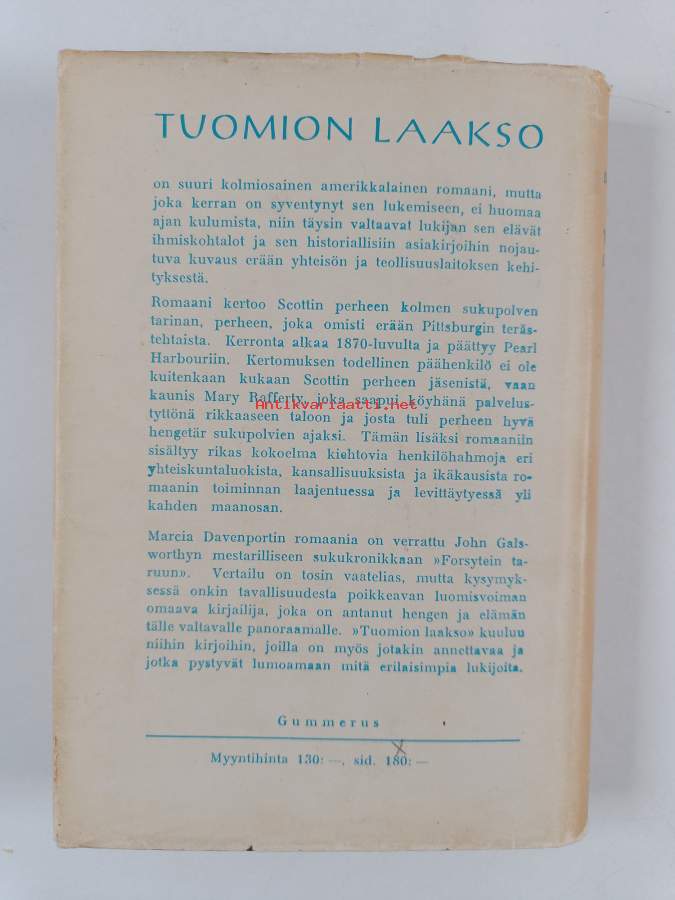 TUOMION LAAKSO
on suuri kolmiosainen amerikkalainen romaani, mutta
joka kerran on syventynyt sen lukemiseen, ei huomaa
ajan kulumista, niin täysin valtaavat lukijan sen elävät
ihmiskohtalot ja sen historiallisiin asiakirjoihin nojau-
tuva kuvaus erään yhteisön ja teollisuuslaitoksen kehi-
tyksestä.
Romaani kertoo Scottin perheen kolmen sukupolven
tarinan, perheen, joka omisti erään Pittsburgin teräs-
tehtaista. Kerronta alkaa 1870-luvulta ja päättyy Pearl
Harbouriin. Kertomuksen todellinen päähenkilö ei ole
kuitenkaan kukaan Scottin perheen jäsenistä, vaan
kaunis Mary Rafferty, joka saapui köyhänä palvelus-
Antikvariaatti.net
tyttönä rikkaaseen taloon ja josta tuli perheen hyvä
hengetär sukupolvien ajaksi. Tämän lisäksi romaaniin
sisältyy rikas kokoelma kiehtovia henkilöhahmoja eri
yhteiskuntaluokista, kansallisuuksista ja ikäkausista ro-
maanin toiminnan laajentuessa ja levittäytyessä yli
kahden maanosan.
Marcia Davenportin romaania on verrattu John Gals-
worthyn mestarilliseen sukukronikkaan »Forsytein ta-
ruun». Vertailu on tosin vaatelias, mutta kysymyk-
sessä onkin tavallisuudesta poikkeavan luomisvoiman
omaava kirjailija, joka on antanut hengen ja elämän
tälle valtavalle panoraamalle. »Tuomion laakso» kuuluu
niihin kirjoihin, joilla on myös jotakin annettavaa ja
jotka pystyvät lumoamaan mitä erilaisimpia lukijoita.
Gummerus
Myyntihinta 130: —, sid. 180: —